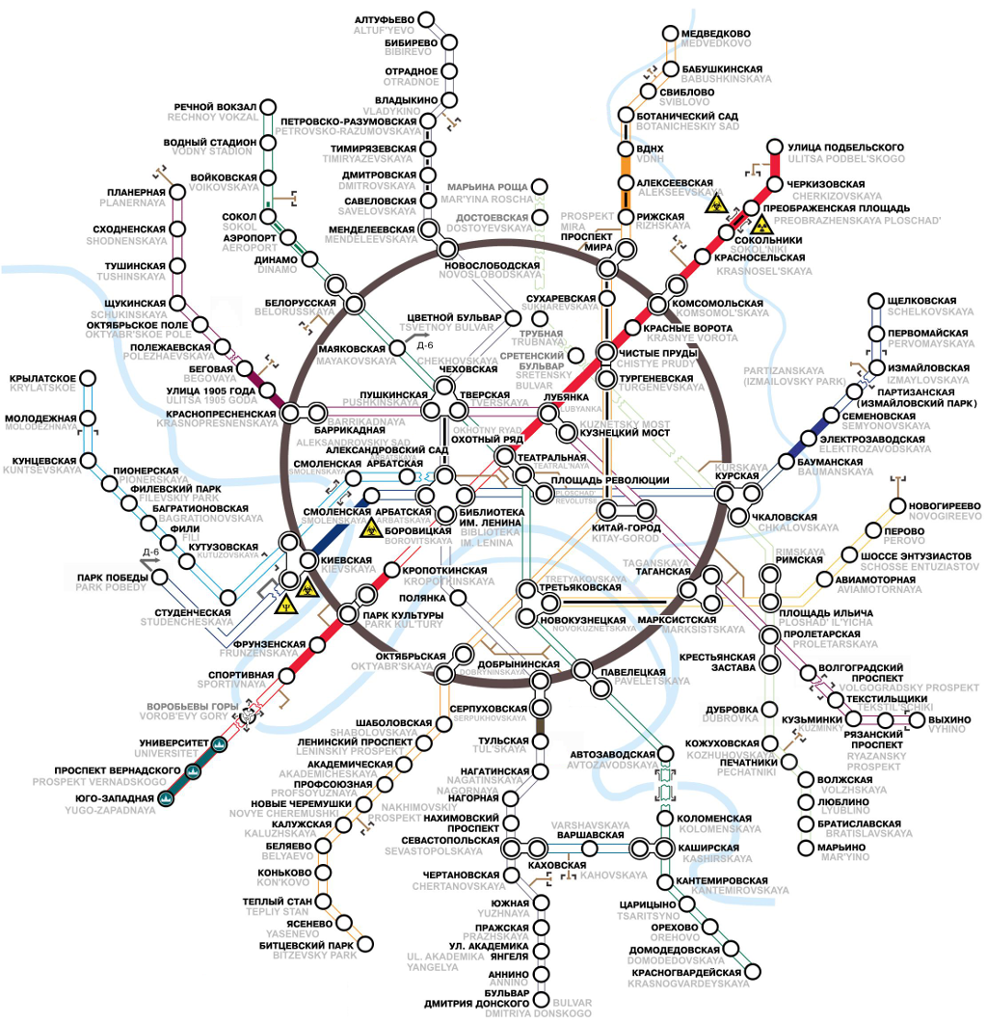 АЛТУФЬЕВО
ALTUF'YEVO
БИБИРЕВО
BIBIREVO
ОТРАДНОЕ
OTRADNOE
ВЛАДЫКИНО
VLADYKINO
ПЕТРОВСКО-РАЗУМОВСКАЯ
PETROVSKO-RAZUMOVSKAYA
ТИМИРЯЗЕВСКАЯ
TIMIRYAZEVSKAYA
ДМИТРОВСКАЯ
DMITROVSKAYA
САВЕЛОВСКАЯ
SAVELOVSKAYA
МЕНДЕЛЕЕВСКАЯ
MENDELEEVSKAYA
МЕДВЕДКОВО
MEDVEDKOVO
БАБУШКИНСКАЯ
BABUSHKINSKAYA
СВИБЛОВО
SVIBLOVO
БОТАНИЧЕСКИЙ САД
BOTANICHESKIY SAD
ВДНХ
VDNH
АЛЕКСЕЕВСКАЯ
ALEKSEEVSKAYA
РИЖСКАЯ
RIZHSKAYA
PROSPEKT
MIRA
ПРОСПЕКТ
МИРА
РЕЧНОЙ ВОКЗАЛ
RECHNOY VOKZAL
ВОДНЫЙ СТАДИОН
VODNY STADION
ВОЙКОВСКАЯ
VOIKOVSKAYA
СОКОЛ
SOKOL
АЭРОПОРТ
AEROPORT
ДИНАМО
DINAMO
БЕЛОРУССКАЯ
BELORUSSKAYA
ПЛАНЕРНАЯ
PLANERNAYA
СХОДНЕНСКАЯ
SHODNENSKAYA
ТУШИНСКАЯ
TUSHINSKAYA
ЩУКИНСКАЯ
SCHUKINSKAYA
ОКТЯБРЬСКОЕ ПОЛЕ
OKTYABR'SKOE POLE
ПОЛЕЖАЕВСКАЯ
POLEZHAEVSKAYA
БЕГОВАЯ
BEGOVAYA
УЛИЦА 1905 ГОДА
ULITSA 1905 GODA
КРАСНОПРЕСНЕНСКАЯ
KRASNOPRESNENSKAYA
МАРЬИНА РОЩА
MAR'YINA ROSCHA
ДОСТОЕВСКАЯ
DOSTOYEVSKAYA
УЛИЦА ПОДБЕЛЬСКОГО
ULITSA PODBEL'SKOGO
ЧЕРКИЗОВСКАЯ
CHERKIZOVSKAYA
ПРЕОБРАЖЕНСКАЯ ПЛОЩАДЬ
PREOBRAZHENSKAYA PLOSCHAD'
СОКОЛЬНИКИ
SOKOL'NIKI
КРАСНОСЕЛЬСКАЯ
KRASNOSEL'SKAYA
КОМСОМОЛЬСКАЯ
KOMSOMOL'SKAYA
НОВОСЛОБОДСКАЯ
NOVOSLOBODSKAYA
СУХАРЕВСКАЯ
SUKHAREVSKAYA
ЦВЕТНОЙ БУЛЬВАР
TSVETNOY BULVAR
ТРУБНАЯ
TRUBNAYA
СРЕТЕНСКИЙ
БУЛЬВАР
SRETENSKY
BULVAR
КРАСНЫЕ ВОРОТА
KRASNYE VOROTA
ЧИСТЫЕ ПРУДЫ
CHISTYE PRUDY
ТУРГЕНЕВСКАЯ
TURGENEVSKAYA
МАЯКОВСКАЯ
MAYAKOVSKAYA
Д-6
CHEKHOVSKAYA
ЧЕХОВСКАЯ
ПУШКИНСКАЯ
PUSHKINSKAYA
ТВЕРСКАЯ
TVERSKAYA
ЛУБЯНКА
LUBYANKA
KUZNETSKY MOST
КУЗНЕЦКИЙ МОСТ
БАРРИКАДНАЯ
BARRIKADNAYA
OKHOTNY RYAD
ОХОТНЫЙ РЯД
ALEKSANDROVSKIY SAD
АЛЕКСАНДРОВСКИЙ САД
ТЕАТРАЛЬНАЯ
TEATRAL'NAYA
ПЛОЩАДЬ РЕВОЛЮЦИИ
PLOSCHAD'
REVOLUTSII
СМОЛЕНСКАЯ
SMOLENSKAYA
АРБАТСКАЯ
ARBATSKAYA
СМОЛЕНСКАЯ
SMOLENSKAYA
АРБАТСКАЯ
ARBATSKAYA
БОРОВИЦКАЯ
BOROVITSKAYA
БИБЛИОТЕКА
ИМ. ЛЕНИНА
BIBLIOTEKA
IM. LENINA
КИТАЙ-ГОРОД
KITAY-GOROD
ЩЕЛКОВСКАЯ
SCHELKOVSKAYA
ПЕРВОМАЙСКАЯ
PERVOMAYSKAYA
ИЗМАЙЛОВСКАЯ
IZMAYLOVSKAYA
PARTIZANSKAYA
(IZMAILOVSKY PARK)
ПАРТИЗАНСКАЯ
(ИЗМАЙЛОВСКИЙ ПАРК)
СЕМЕНОВСКАЯ
SEMYONOVSKAYA
ЭЛЕКТРОЗАВОДСКАЯ
ELEKTROZAVODSKAYA
БАУМАНСКАЯ
BAUMANSKAYA
KURSKAYA
КУРСКАЯ
ЧКАЛОВСКАЯ
CHKALOVSKAYA
НОВОГИРЕЕВО
NOVOGIREEVO
ПЕРОВО
PEROVO
ШОССЕ ЭНТУЗИАСТОВ
SCHOSSE ENTUZIASTOV
АВИАМОТОРНАЯ
AVIAMOTORNAYA
RIMSKAYA
РИМСКАЯ
ПЛОЩАДЬ ИЛЬИЧА
PLOSHAD' IL'YICHA
TAGANSKAYA
ТАГАНСКАЯ
МАРКСИСТСКАЯ
MARKSISTSKAYA
КРЫЛАТСКОЕ
KRYLATSKOE
МОЛОДЕЖНАЯ
MOLODEZHNAYA
КУНЦЕВСКАЯ
KUNTSEVSKAYA
ПИОНЕРСКАЯ
PIONERSKAYA
ФИЛЕВСКИЙ ПАРК
FILEVSKIY PARK
БАГРАТИОНОВСКАЯ
BAGRATIONOVSKAYA
ФИЛИ
FILI
КУТУЗОВСКАЯ
KUTUZOVSKAYA
Д-6
ПАРК ПОБЕДЫ
PARK POBEDY
СТУДЕНЧЕСКАЯ
STUDENCHESKAYA
КИЕВСКАЯ
KIEVSKAYA
КРОПОТКИНСКАЯ
KROPOTKINSKAYA
ПОЛЯНКА
POLYANKA
ПАРК КУЛЬТУРЫ
PARK KUL'TURY
ФРУНЗЕНСКАЯ
FRUNZENSKAYA
СПОРТИВНАЯ
SPORTIVNAYA
ВОРОБЬЕВЫ ГОРЫ
VOROB'EVY GORY
УНИВЕРСИТЕТ
UNIVERSITET
ПРОСПЕКТ ВЕРНАДСКОГО
PROSPEKT VERNADSKOGO
ЮГО-ЗАПАДНАЯ
YUGO-ZAPADNAYA
TRETYAKOVSKAYA
ТРЕТЬЯКОВСКАЯ
НОВОКУЗНЕЦКАЯ
NOVOKUZNETSKAYA
ОКТЯБРЬСКАЯ
OKTYABR'SKAYA
ДОБРЫНИНСКАЯ
DOBRYNINSKAYA
СЕРПУХОВСКАЯ
SERPUKHOVSKAYA
ПАВЕЛЕЦКАЯ
PAVELETSKAYA
ШАБОЛОВСКАЯ
SHABOLOVSKAYA
ЛЕНИНСКИЙ ПРОСПЕКТ
LENINSKIY PROSPEKT
АКАДЕМИЧЕСКАЯ
AKADEMICHESKAYA
ПРОФСОЮЗНАЯ
PROFSOYUZNAYA
НОВЫЕ ЧЕРЕМУШКИ
NOVYE CHEREMUSHKI
КАЛУЖСКАЯ
KALUZHSKAYA
БЕЛЯЕВО
BELYAEVO
КОНЬКОВО
KON'KOVO
ТЕПЛЫЙ СТАН
TEPLIY STAN
ЯСЕНЕВО
YASENEVO
БИТЦЕВСКИЙ ПАРК
BITZEVSKY PARK
ТУЛЬСКАЯ
TUL'SKAYA
НАГАТИНСКАЯ
NAGATINSKAYA
NAGORNAYA
НАГОРНАЯ
NAKHIMOVSKIY
PROSPEKT
НАХИМОВСКИЙ
ПРОСПЕКТ
СЕВАСТОПОЛЬСКАЯ
SEVASTOPOLSKAYA
ЧЕРТАНОВСКАЯ
CHERTANOVSKAYA
ЮЖНАЯ
YUZHNAYA
ПРАЖСКАЯ
PRAZHSKAYA
УЛ. АКАДЕМИКА
ЯНГЕЛЯ
UL. AKADEMIKA
YANGELYA
АННИНО
ANNINO
БУЛЬВАР
ДМИТРИЯ ДОНСКОГО
BULVAR
DMITRIYA DONSKOGO
VARSHAVSKAYA
ВАРШАВСКАЯ
КАХОВСКАЯ
KAHOVSKAYA
АВТОЗАВОДСКАЯ
AVTOZAVODSKAYA
КОЛОМЕНСКАЯ
KOLOMENSKAYA
КАШИРСКАЯ
KASHIRSKAYA
КАНТЕМИРОВСКАЯ
KANTEMIROVSKAYA
ЦАРИЦЫНО
TSARITSYNO
ОРЕХОВО
OREHOVO
ДОМОДЕДОВСКАЯ
DOMODEDOVSKAYA
КРАСНОГВАРДЕЙСКАЯ
KRASNOGVARDEYSKAYA
ПРОЛЕТАРСКАЯ
PROLETARSKAYA
КРЕСТЬЯНСКАЯ
ЗАСТАВА
ДУБРОВКА
DUBROVKA
КОЖУХОВСКАЯ
KOZHUHOVSKAYA
ПЕЧАТНИКИ
PECHATNIKI
ВОЛЖСКАЯ
VOLZHSKAYA
ЛЮБЛИНО
LYUBLINO
БРАТИСЛАВСКАЯ
BRATISLAVSKAYA
МАРЬИНО
MAR'YINO
ВОЛГОГРАДСКИЙ
ПРОСПЕКТ
VOLGOGRADSKY PROSPEKT
ТЕКСТИЛЬЩИКИ
TEKSTIL'SCHIKI
КУЗЬМИНКИ
KUZMINKY
РЯЗАНСКИЙ
ПРОСПЕКТ
RYAZANSKY
PROSPEKT
ВЫХИНО
VYHINO